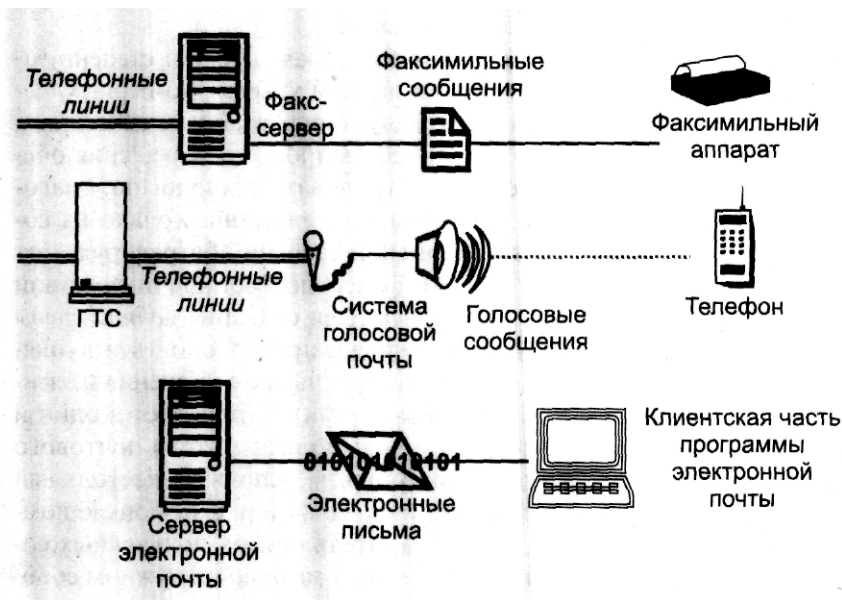 Телефонные
линии
Факс-
сервер
Факсимильные
сообщения
Факсимильный
аппарат
ГТС
Телефонные
линии
Система
голосовой
почты
Голосовые
сообщения
Телефон
Сервер
электронной
почты
010101010101
Электронные
письма
Клиентская часть
программы
электронной
почты